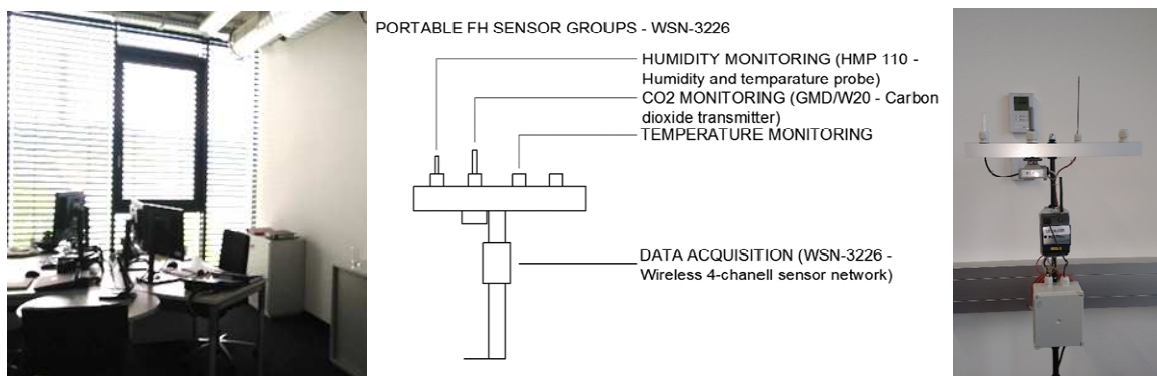 PORTABLE FH SENSOR GROUPS - WSN-3226
HUMIDITY MONITORING (HMP 110 -
Humidity and temparature probe)
CO2 MONITORING (GMD/W20 - Carbon
dioxide transmitter)
TEMPERATURE MONITORING
DATA ACQUISITION (WSN-3226 -
Wireless 4-chanell sensor network)